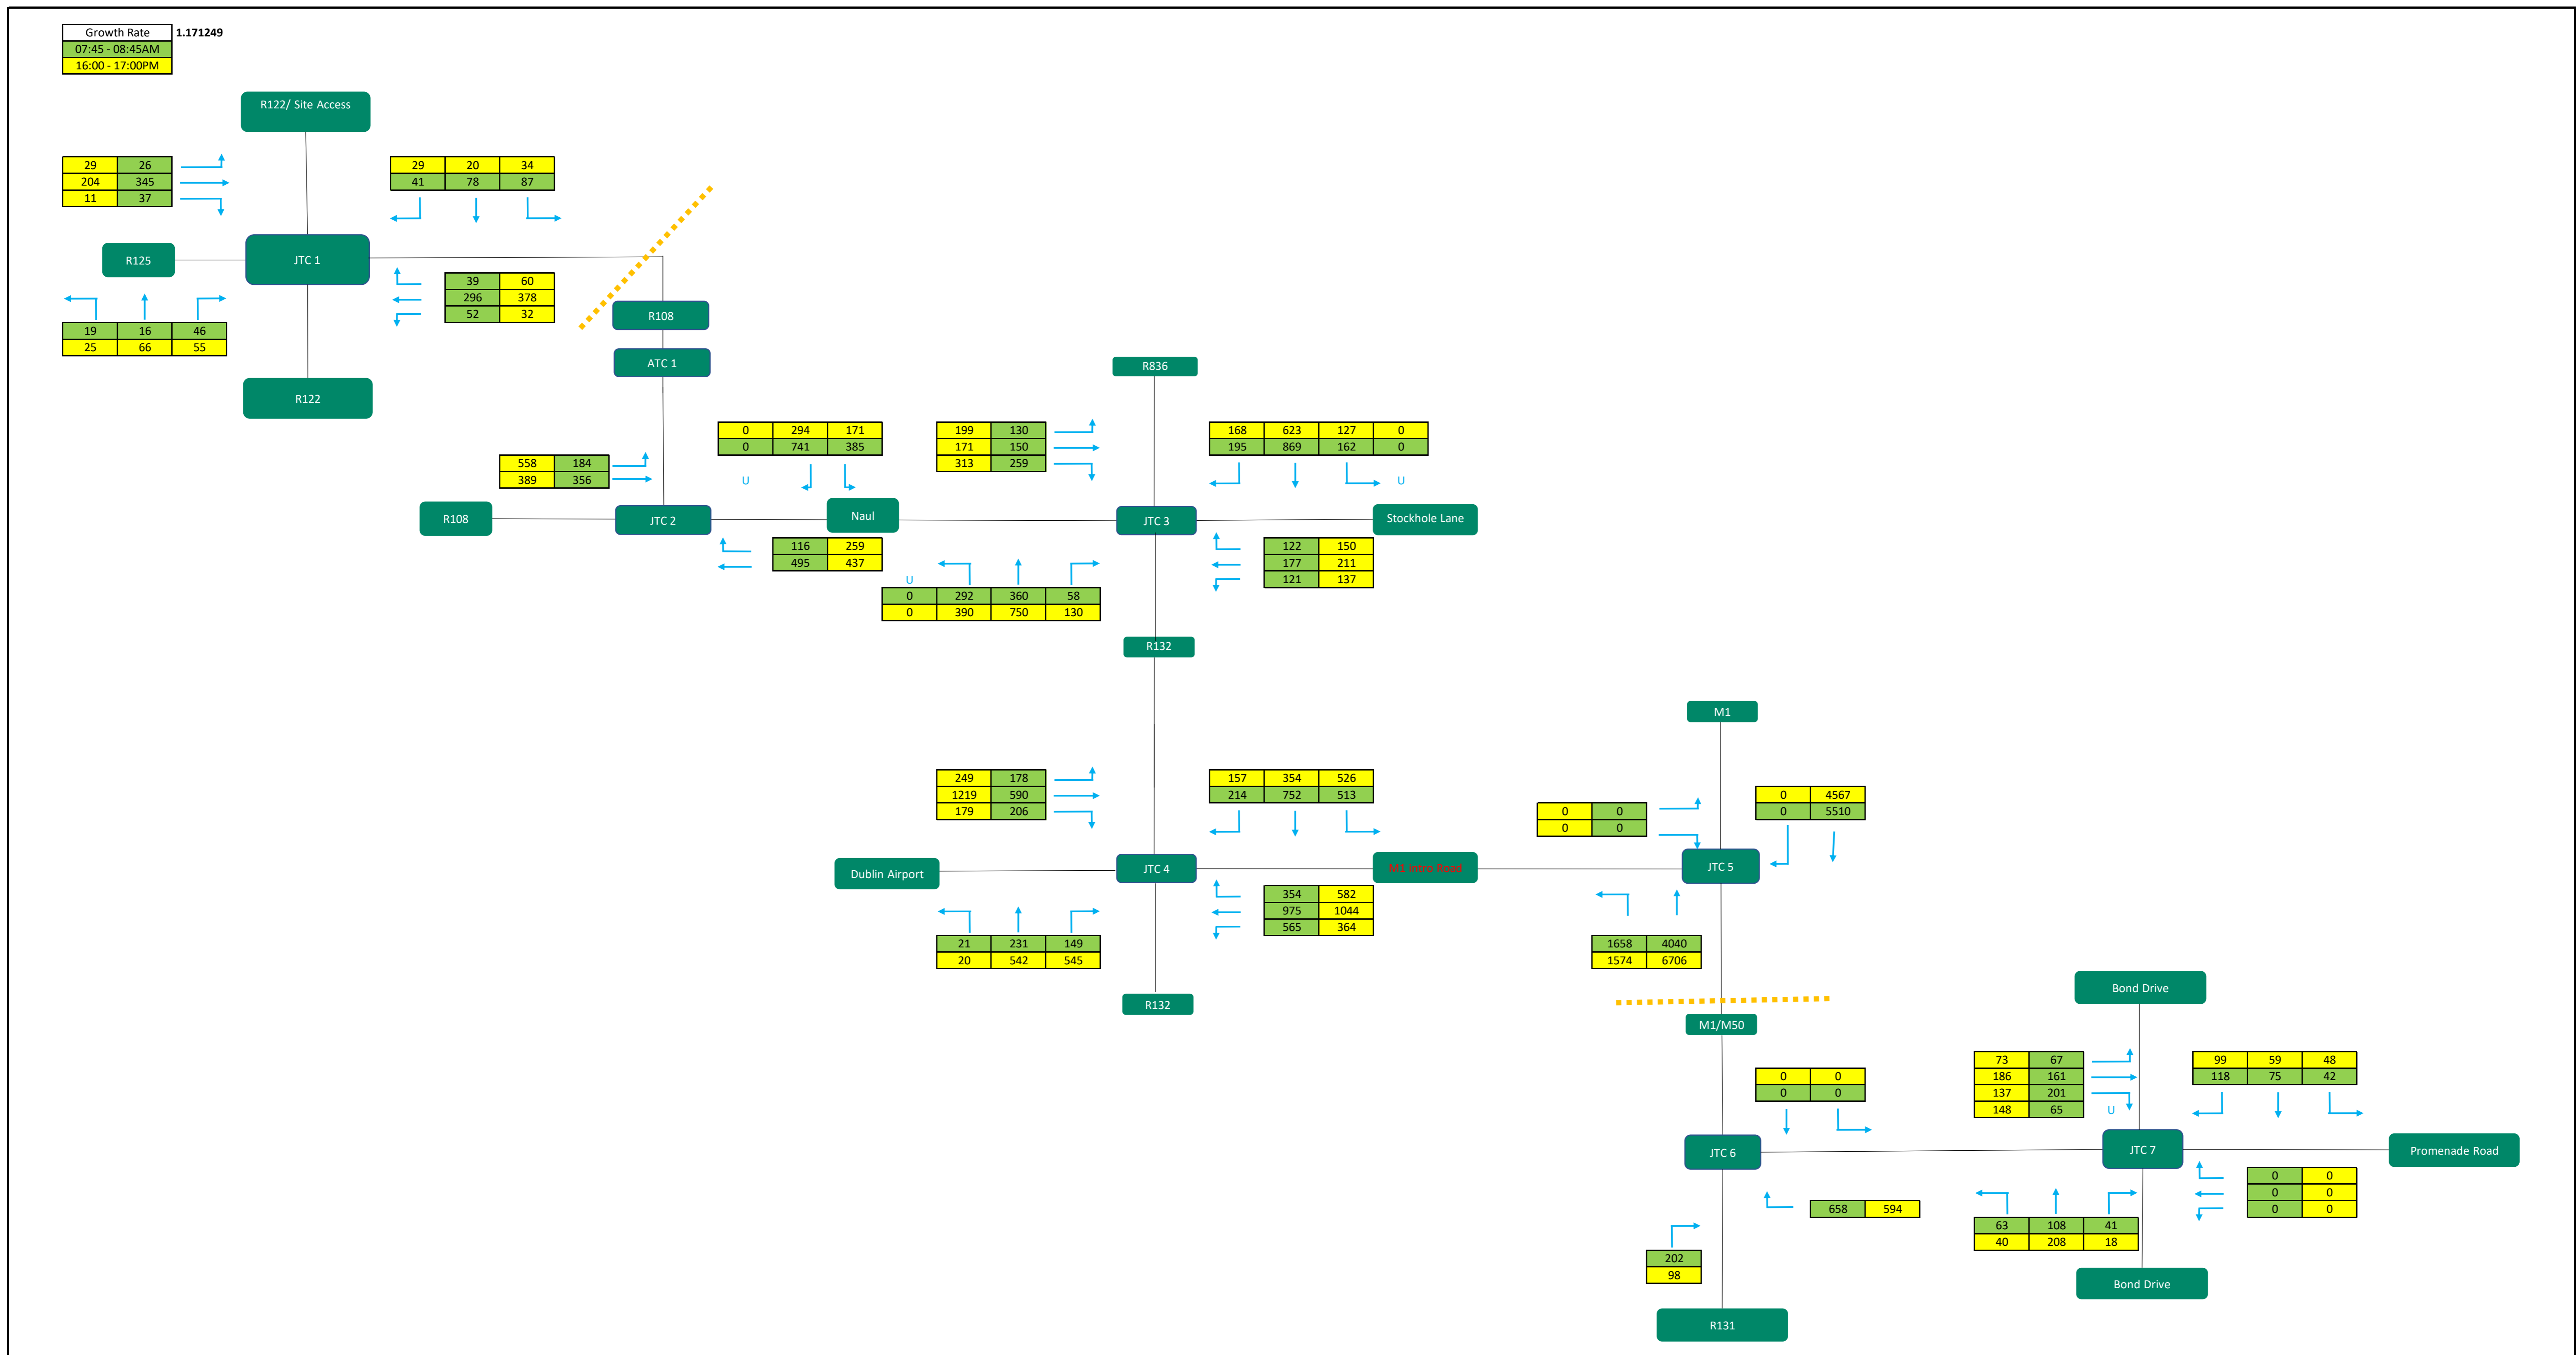 Growth Rate 1.171249
07:45 - 08:45AM
16:00 - 17:00PM
R122/ Site Access
29 26
204 345
11 37
29 20 34
41 78 87
R125
JTC 1
39 60
296 378
52 32
19 16 46
25 66 55
R122
R108
ATC 1
558 184
389 356
0 294 171
0 741 385
U
R108
JTC 2
Naul
116 259
495 437
R836
199 130
171 150
313 259
168 623 127 0
195 869 162 0
U
JTC 3
Stockhole Lane
122 150
177 211
121 137
U
0 292 360 58
0 390 750 130
R132
249 178
1219 590
179 206
157 354 526
214 752 513
Dublin Airport
JTC 4
M1 Intro Road
354 582
975 1044
565 364
21 231 149
20 542 545
R132
M1
0 0
0 0
0 4567
0 5510
JTC 5
1658 4040
1574 6706
M1/M50
0 0
0 0
JTC 6
658 594
202
98
R131
Bond Drive
73 67
186 161
137 201
148 65
U
99 59 48
118 75 42
JTC 7
Promenade Road
0 0
0 0
0 0
63 108 41
40 208 18
Bond Drive